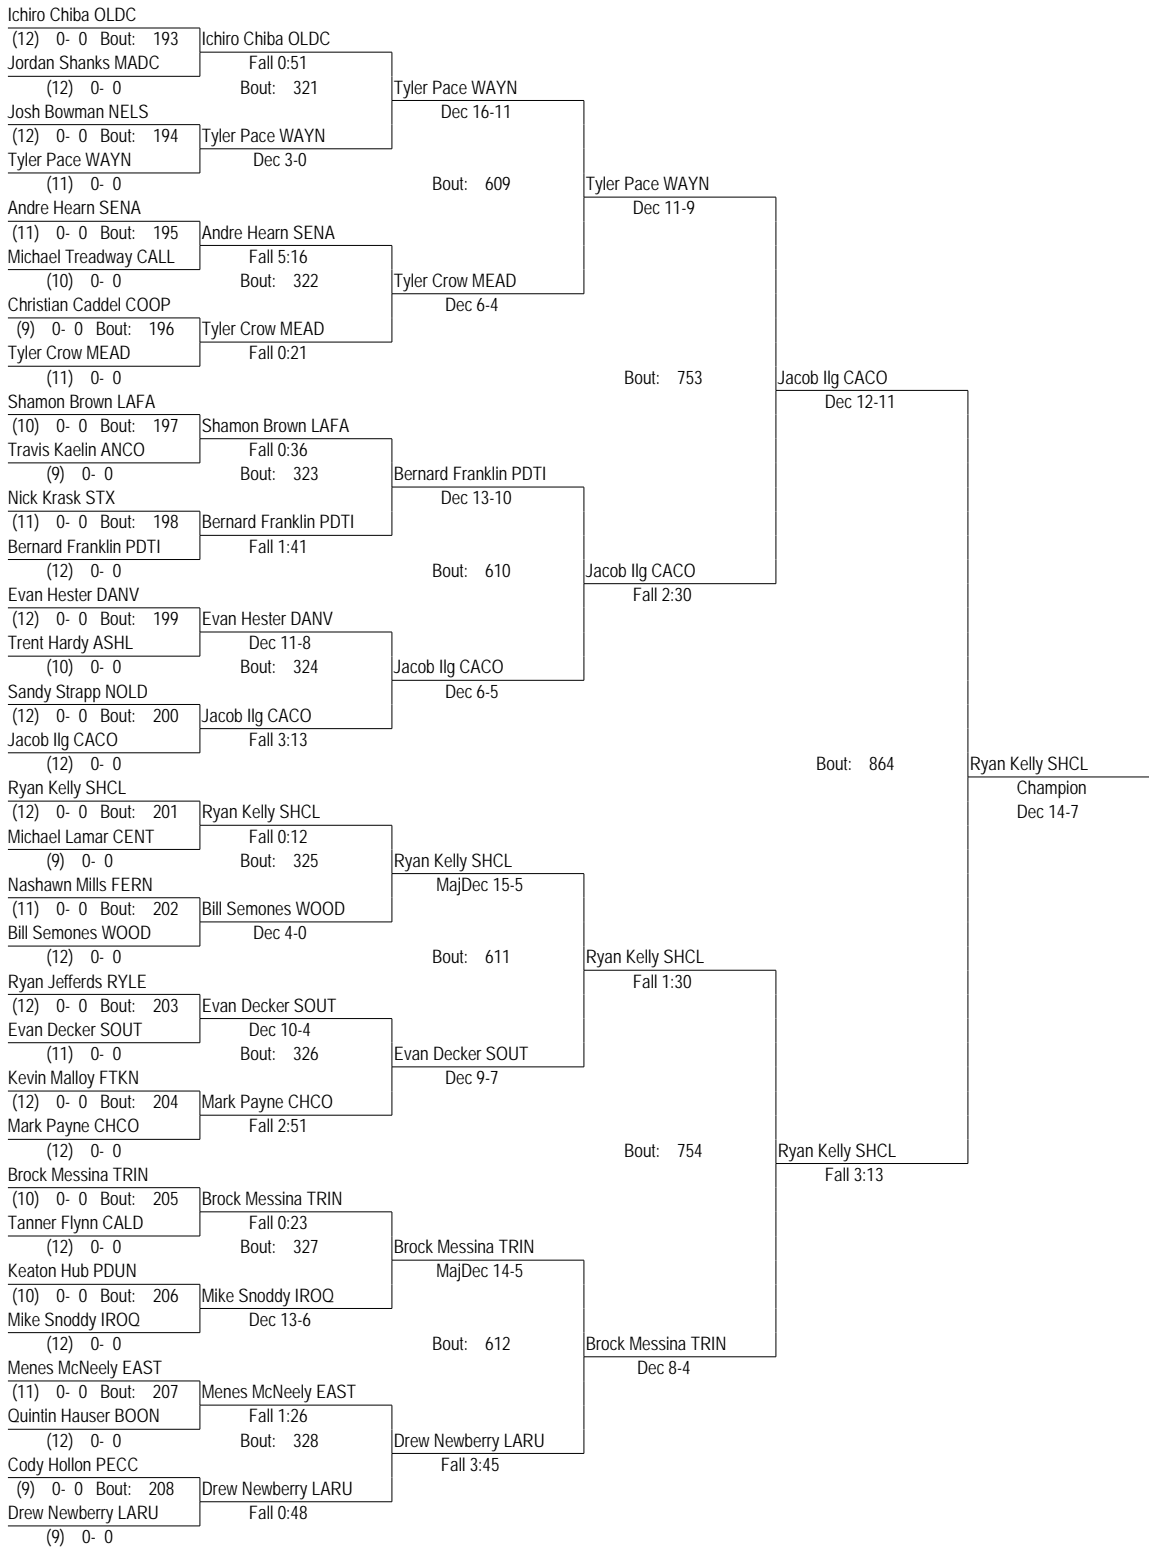 Ichiro Chiba OLDC
(12) 0- 0 Bout: 193 Ichiro Chiba OLDC
Jordan Shanks MADC Fall 0:51
(12) 0- 0 Bout: 321 Tyler Pace WAYN
Josh Bowman NELS Dec 16-11
(12) 0- 0 Bout: 194 Tyler Pace WAYN
Tyler Pace WAYN Dec 3-0
(11) 0- 0 Bout: 609 Tyler Pace WAYN
Andre Hearn SENA Dec 11-9
(11) 0- 0 Bout: 195 Andre Hearn SENA
Michael Treadway CALL Fall 5:16
(10) 0- 0 Bout: 322 Tyler Crow MEAD
Christian Caddel COOP Dec 6-4
(9) 0- 0 Bout: 196 Tyler Crow MEAD
Tyler Crow MEAD Fall 0:21
(11) 0- 0 Bout: 753 Jacob Ilg CACO
Shamon Brown LAFA Dec 12-11
(10) 0- 0 Bout: 197 Shamon Brown LAFA
Travis Kaelin ANCO Fall 0:36
(9) 0- 0 Bout: 323 Bernard Franklin PDTI
Nick Krask STX Dec 13-10
(11) 0- 0 Bout: 198 Bernard Franklin PDTI
Bernard Franklin PDTI Fall 1:41
(12) 0- 0 Bout: 610 Jacob Ilg CACO
Evan Hester DANV Fall 2:30
(12) 0- 0 Bout: 199 Evan Hester DANV
Trent Hardy ASHL Dec 11-8
(10) 0- 0 Bout: 324 Jacob Ilg CACO
Sandy Strapp NOLD Dec 6-5
(12) 0- 0 Bout: 200 Jacob Ilg CACO
Jacob Ilg CACO Fall 3:13
(12) 0- 0 Bout: 864 Ryan Kelly SHCL
Ryan Kelly SHCL Champion
(12) 0- 0 Bout: 201 Ryan Kelly SHCL Dec 14-7
Michael Lamar CENT Fall 0:12
(9) 0- 0 Bout: 325 Ryan Kelly SHCL
Nashawn Mills FERN MajDec 15-5
(11) 0- 0 Bout: 202 Bill Semones WOOD
Bill Semones WOOD Dec 4-0
(12) 0- 0 Bout: 611 Ryan Kelly SHCL
Ryan Jefferds RYLE Fall 1:30
(12) 0- 0 Bout: 203 Evan Decker SOUT
Evan Decker SOUT Dec 10-4
(11) 0- 0 Bout: 326 Evan Decker SOUT
Kevin Malloy FTKN Dec 9-7
(12) 0- 0 Bout: 204 Mark Payne CHCO
Mark Payne CHCO Fall 2:51
(12) 0- 0 Bout: 754 Ryan Kelly SHCL
Brock Messina TRIN Fall 3:13
(10) 0- 0 Bout: 205 Brock Messina TRIN
Tanner Flynn CALD Fall 0:23
(12) 0- 0 Bout: 327 Brock Messina TRIN
Keaton Hub PDUN MajDec 14-5
(10) 0- 0 Bout: 206 Mike Snoddy IROQ
Mike Snoddy IROQ Dec 13-6
(12) 0- 0 Bout: 612 Brock Messina TRIN
Menes McNeely EAST Dec 8-4
(11) 0- 0 Bout: 207 Menes McNeely EAST
Quintin Hauser BOON Fall 1:26
(12) 0- 0 Bout: 328 Drew Newberry LARU
Cody Hollon PECC Fall 3:45
(9) 0- 0 Bout: 208 Drew Newberry LARU
Drew Newberry LARU Fall 0:48
(9) 0- 0